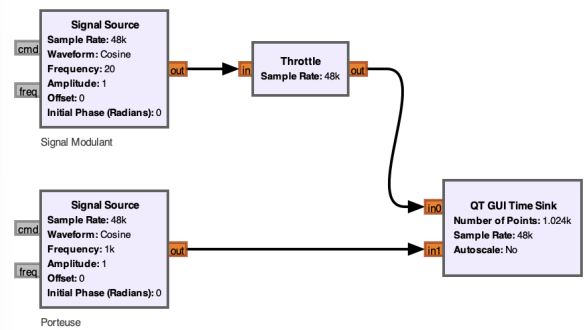 Signal Source
Sample Rate: 48k
Waveform: Cosine
Frequency: 20
Amplitude: 1
Offset: 0
Initial Phase (Radians): 0
cmd
freq
out
Signal Modulant
in
Throttle
Sample Rate: 48k
out
Signal Source
Sample Rate: 48k
Waveform: Cosine
Frequency: 1k
Amplitude: 1
Offset: 0
Initial Phase (Radians): 0
cmd
freq
out
Porteuse
in0
in1
QT GUI Time Sink
Number of Points: 1.024k
Sample Rate: 48k
Autoscale: No